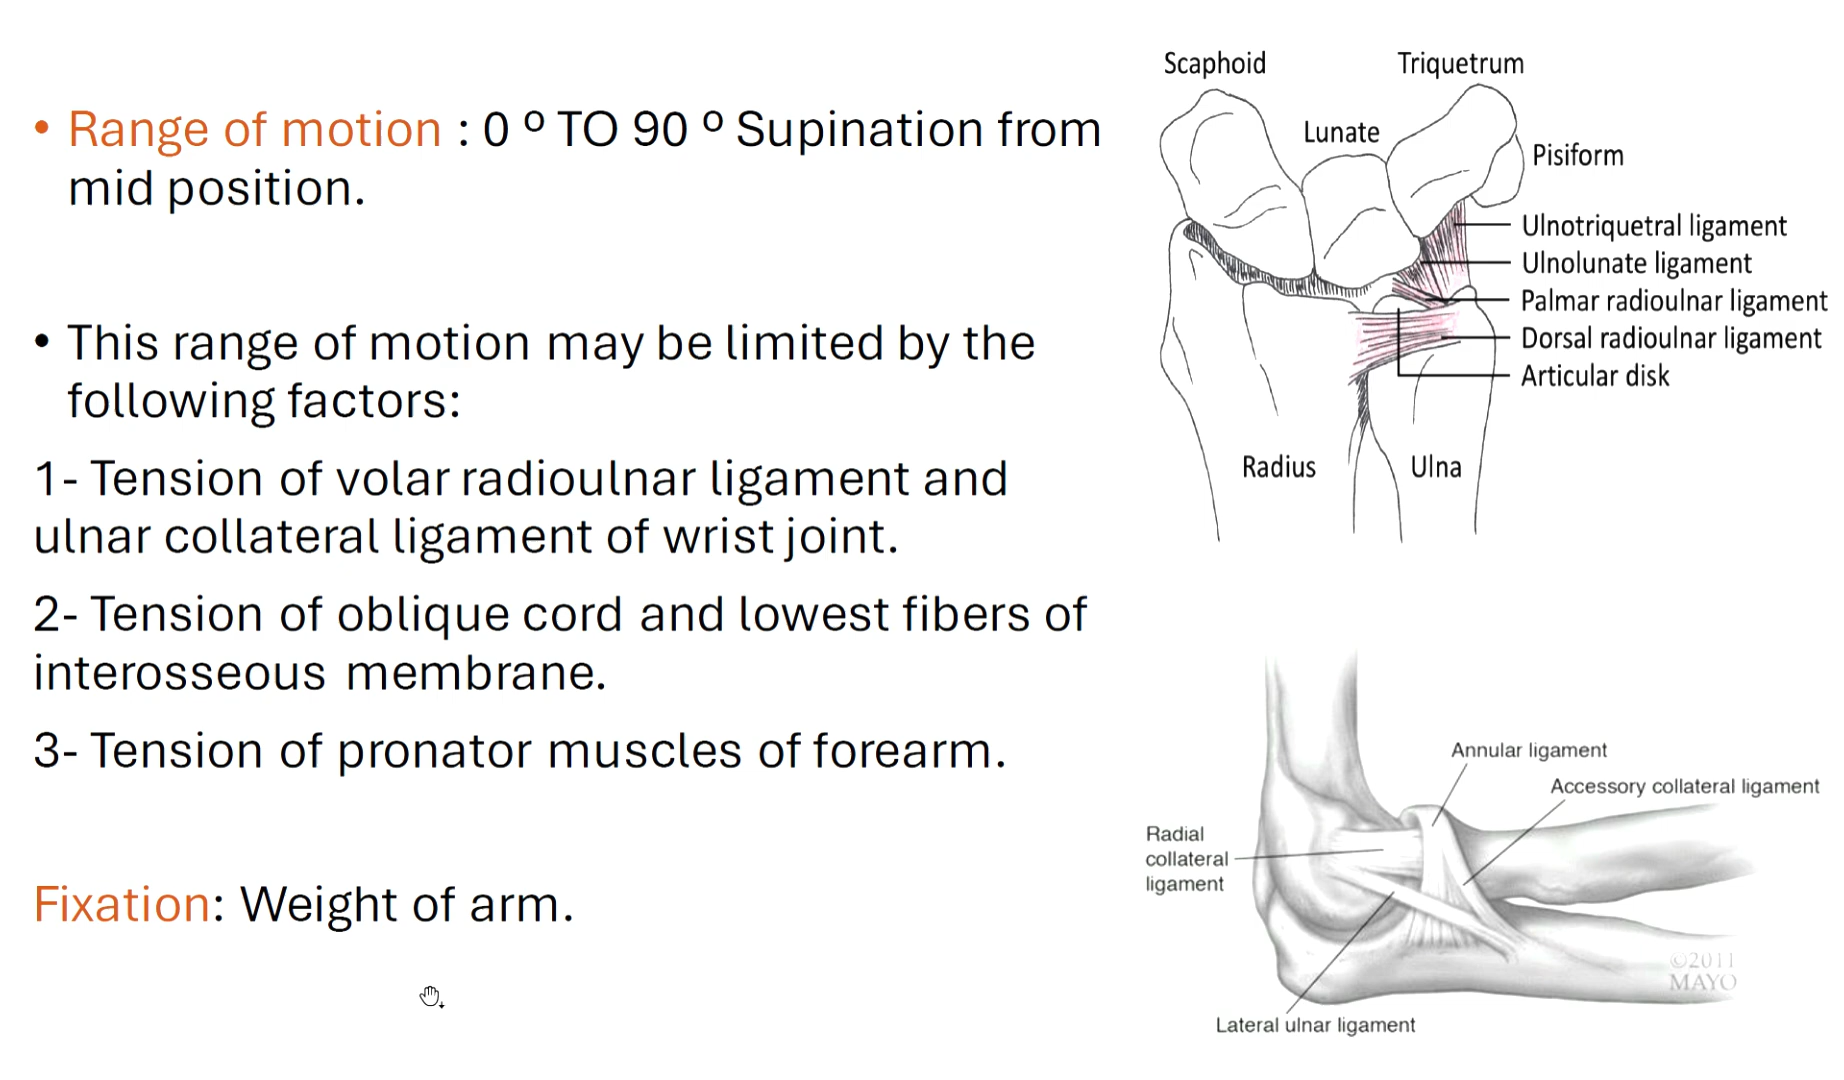 • Range of motion : 0 º TO 90 º Supination from
mid position.
• This range of motion may be limited by the
following factors:
1- Tension of volar radioulnar ligament and
ulnar collateral ligament of wrist joint.
2- Tension of oblique cord and lowest fibers of
interosseous membrane.
3- Tension of pronator muscles of forearm.
Fixation: Weight of arm.
Scaphoid
Triquetrum
Lunate
Pisiform
Ulnotriquetral ligament
Ulnolunate ligament
Palmar radioulnar ligament
Dorsal radioulnar ligament
Articular disk
Radius
Ulna
Annular ligament
Accessory collateral ligament
Radial
collateral
ligament
Lateral ulnar ligament
©2011
MAYO